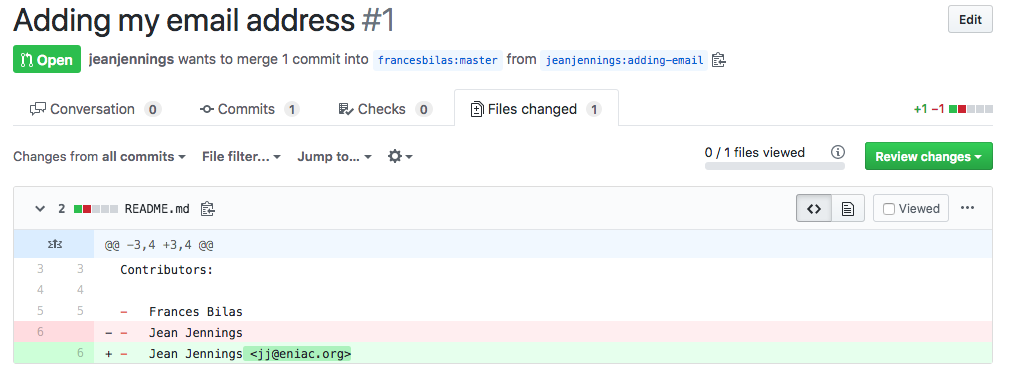 Adding my email address #1
Edit
Open jeanjennings wants to merge 1 commit into francesbilas:master from jeanjennings:adding-email
Conversation 0 Commits 1 Checks 0 Files changed 1 +1 −1
Changes from all commits File filter... Jump to... 0 / 1 files viewed Review changes
2 README.md Viewed ...
@@ -3,4 +3,4 @@
3 3 Contributors:
4 4
5 5 - Frances Bilas
6 - - Jean Jennings
6 + - Jean Jennings <jj@eniac.org>